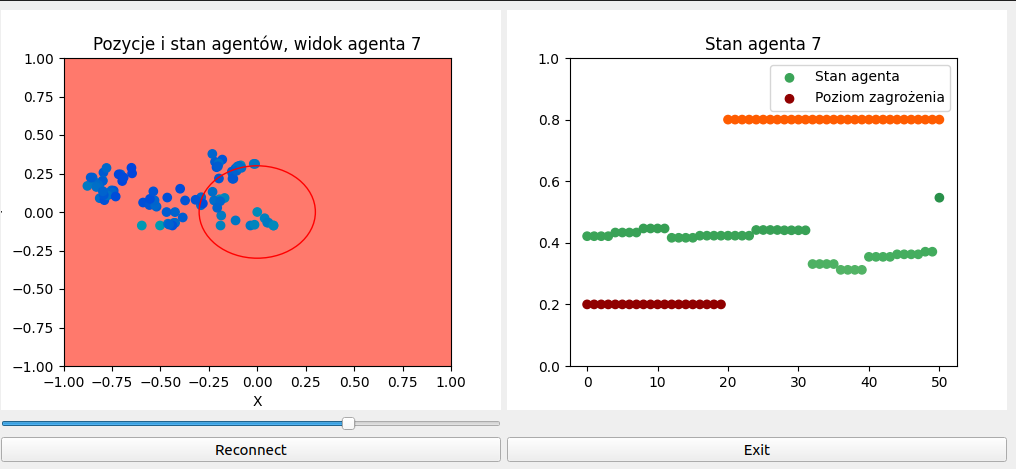 Pozycje i stan agentów, widok agenta 7
1.00
0.75
0.50
0.25
0.00
−0.25
−0.50
−0.75
−1.00
−1.00 −0.75 −0.50 −0.25 0.00 0.25 0.50 0.75 1.00
X
Stan agenta 7
Stan agenta
Poziom zagrożenia
1.0
0.8
0.6
0.4
0.2
0.0
0 10 20 30 40 50
Reconnect
Exit